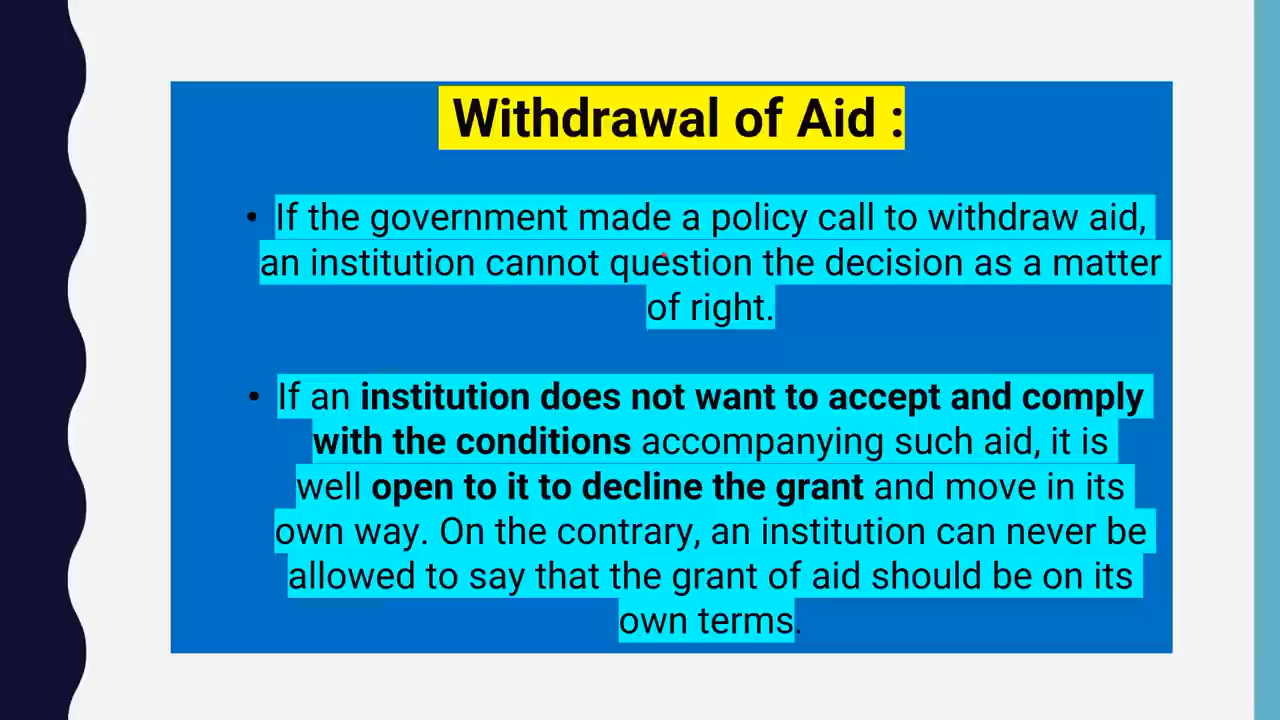 Withdrawal of Aid :
• If the government made a policy call to withdraw aid,
an institution cannot question the decision as a matter
of right.
• If an institution does not want to accept and comply
with the conditions accompanying such aid, it is
well open to it to decline the grant and move in its
own way. On the contrary, an institution can never be
allowed to say that the grant of aid should be on its
own terms.